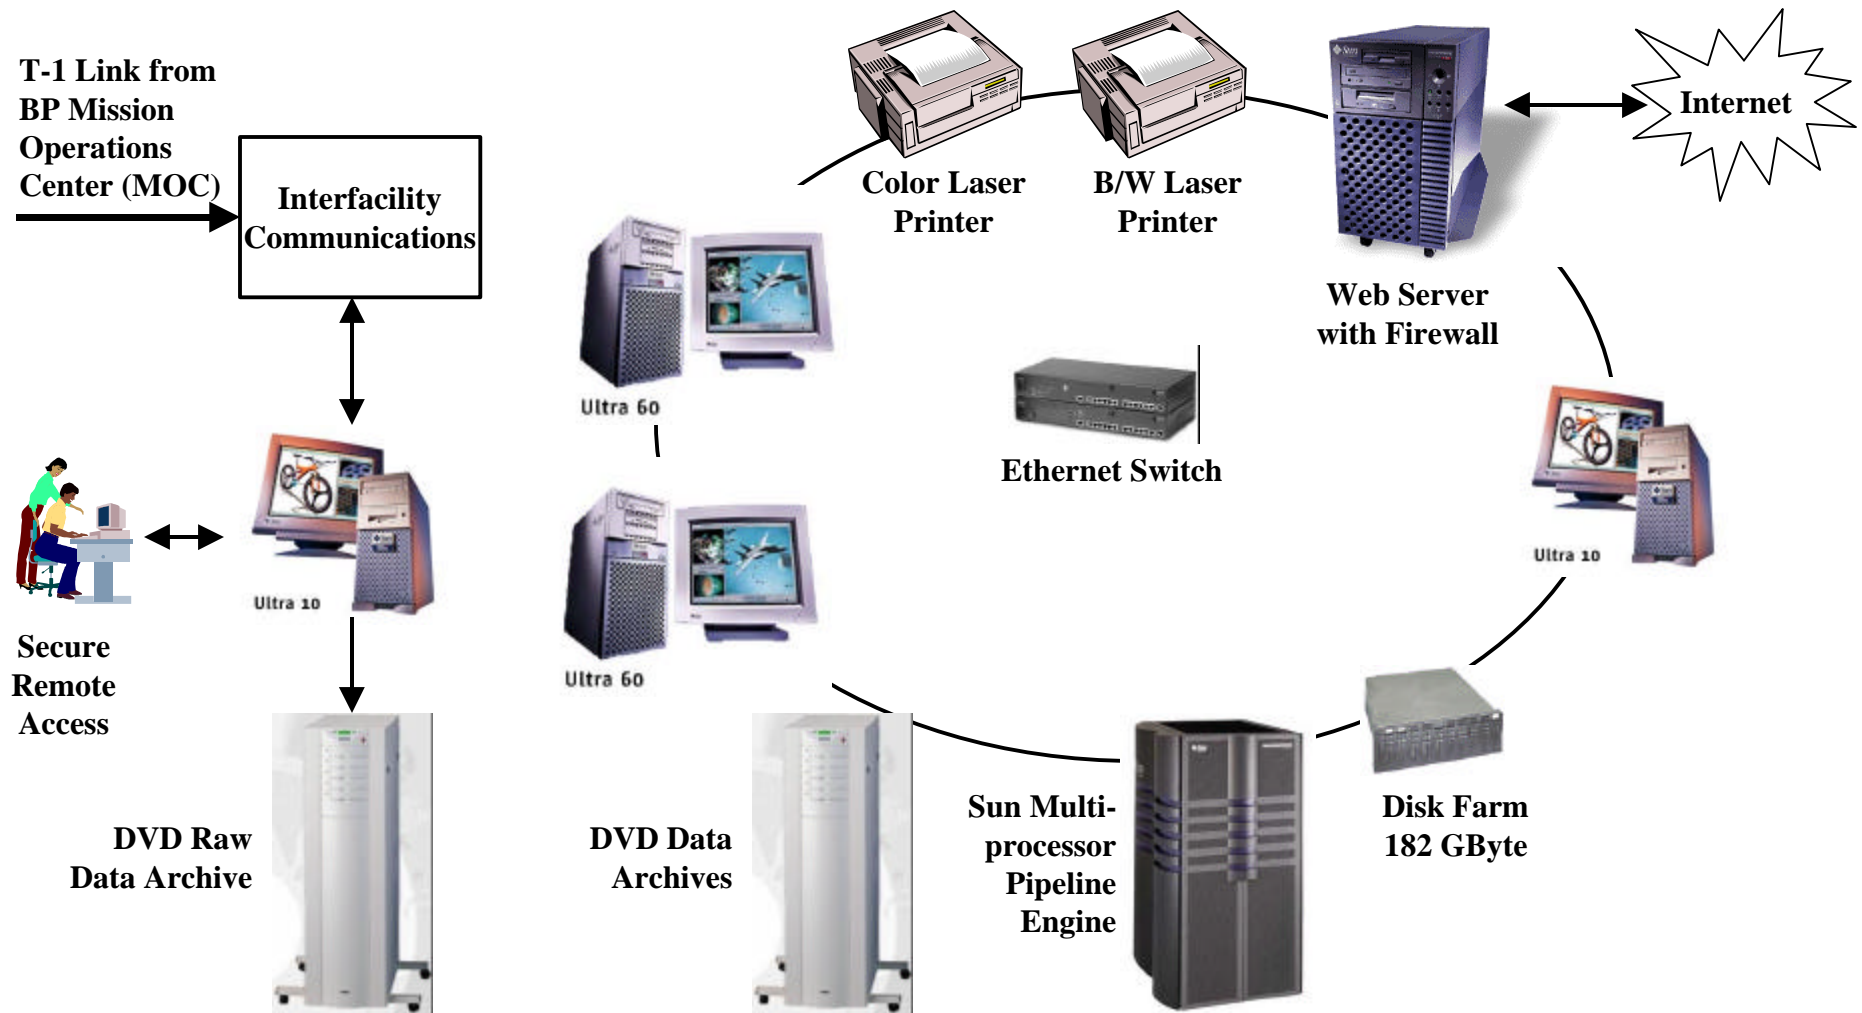 T-1 Link from
BP Mission
Operations
Center (MOC)
Interfacility
Communications
Color Laser
Printer
B/W Laser
Printer
Sun
Internet
Web Server
with Firewall
Ultra 60
Ethernet Switch
Ultra 10
Ultra 60
Ultra 10
Secure
Remote
Access
DVD Raw
Data Archive
DVD Data
Archives
Sun Multi-
processor
Pipeline
Engine
Disk Farm
182 GByte